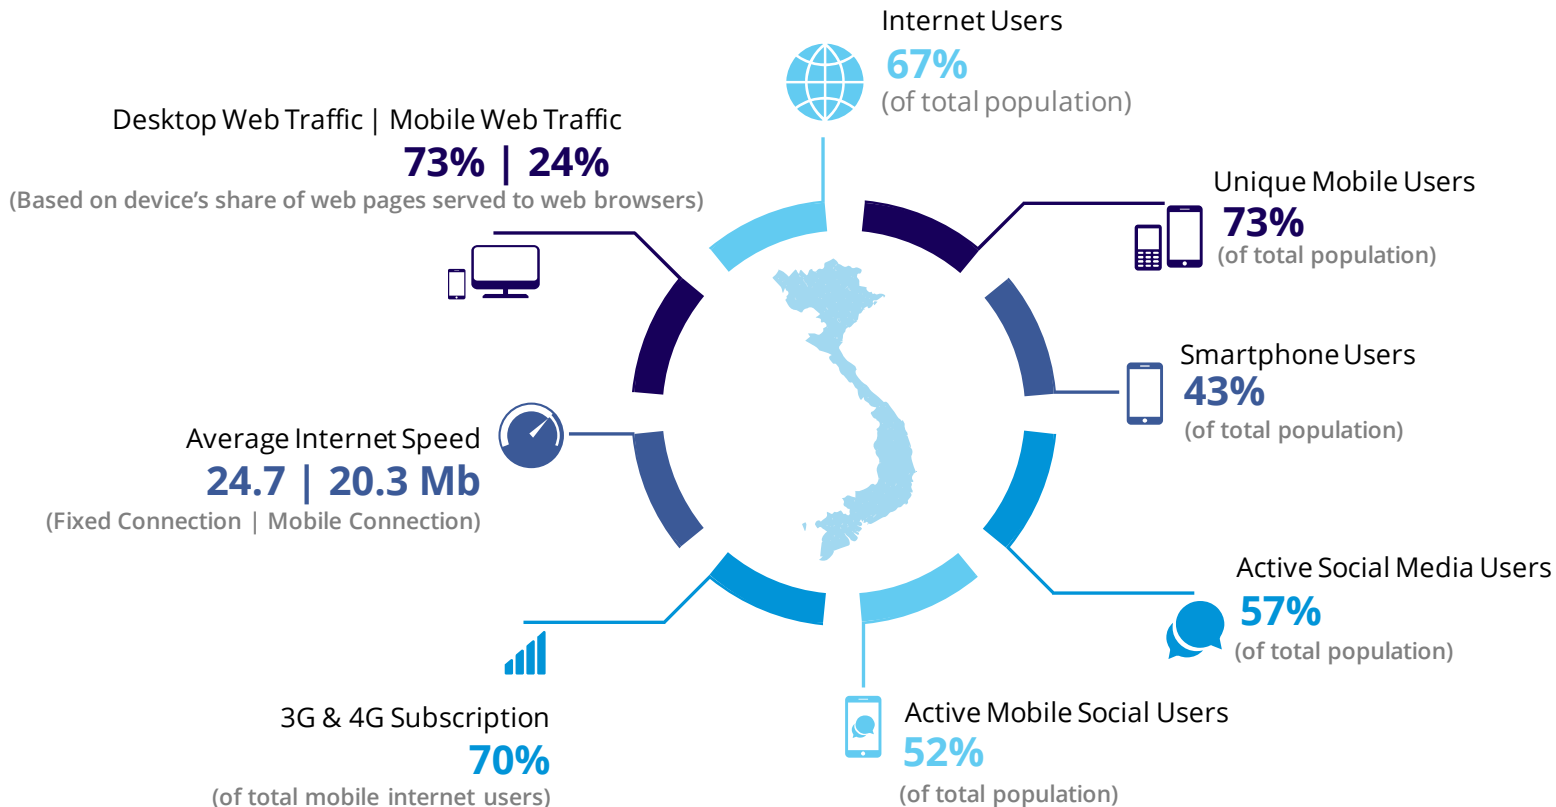 Internet Users
67%
(of total population)
Desktop Web Traffic | Mobile Web Traffic
73% | 24%
(Based on device’s share of web pages served to web browsers)
Unique Mobile Users
73%
(of total population)
Smartphone Users
43%
(of total population)
Average Internet Speed
24.7 | 20.3 Mb
(Fixed Connection | Mobile Connection)
Active Social Media Users
57%
(of total population)
3G & 4G Subscription
70%
(of total mobile internet users)
Active Mobile Social Users
52%
(of total population)